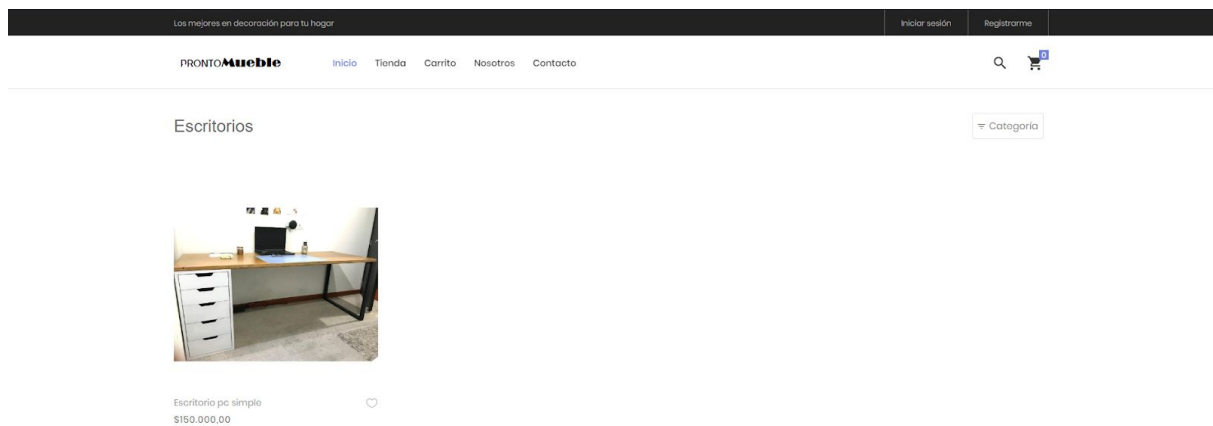 Los mejores en decoración para tu hogar
Iniciar sesión
Registrarme
PRONTOMueble
Inicio
Tienda
Carrito
Nosotros
Contacto
0
Escritorios
Categoría
Escritorio pc simple
$150.000,00